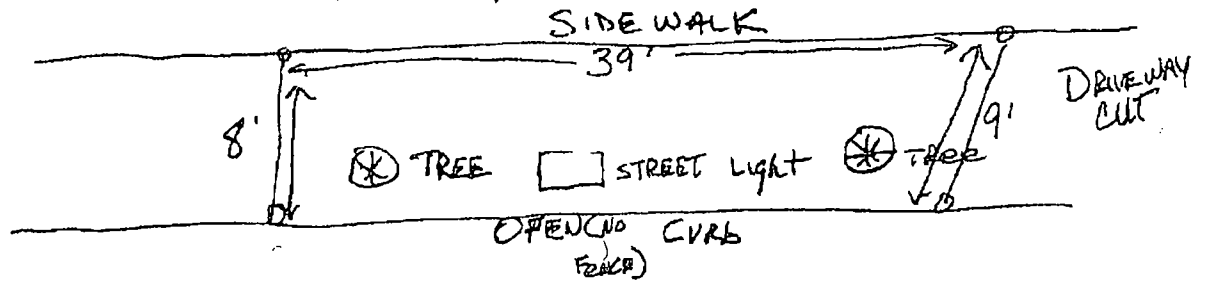 SIDEWALK
39'
DRIVEWAY
CUT
8'
9'
TREE
STREET Light
TREE
OPEN (NO CURB
FENCE)